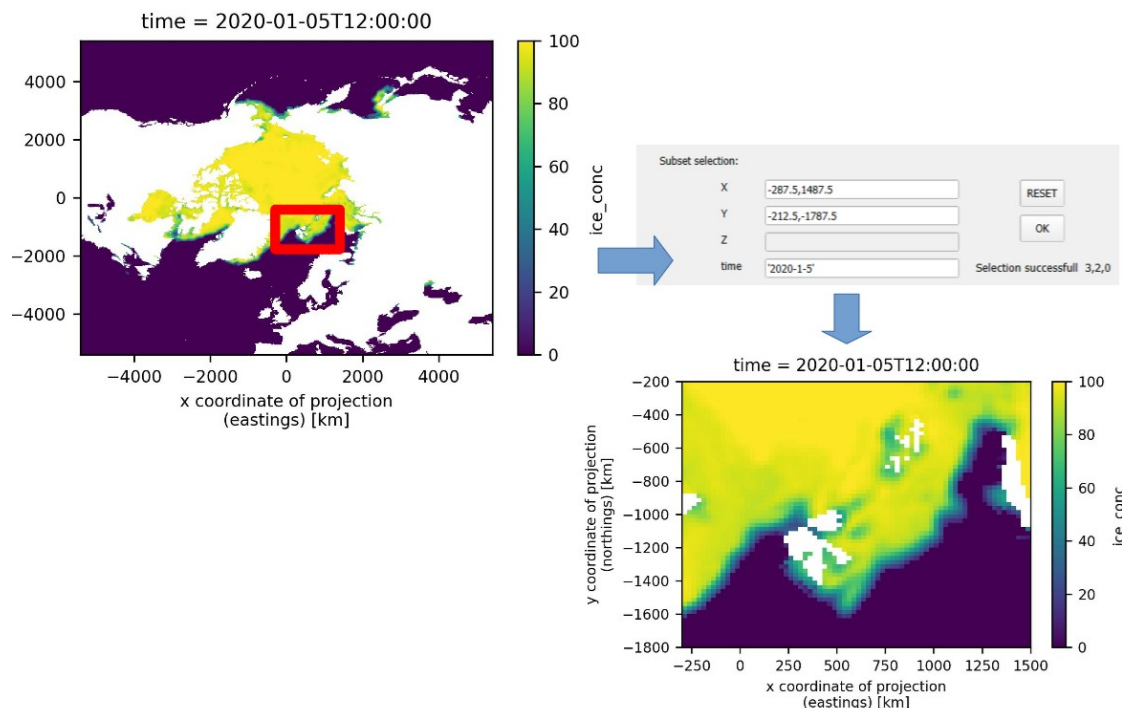 time = 2020-01-05T12:00:00
4000
2000
0
−2000
−4000
−4000
−2000
0
2000
4000
x coordinate of projection
(eastings) [km]
100
80
60
40
20
0
ice_conc
Subset selection:
X
-287.5,1487.5
RESET
Y
-212.5,-1787.5
OK
Z
time
'2020-1-5'
Selection successfull 3,2,0
time = 2020-01-05T12:00:00
y coordinate of projection
(northings) [km]
−200
−400
−600
−800
−1000
−1200
−1400
−1600
−1800
−250
0
250
500
750
1000
1250
1500
x coordinate of projection
(eastings) [km]
100
80
60
40
20
0
ice_conc